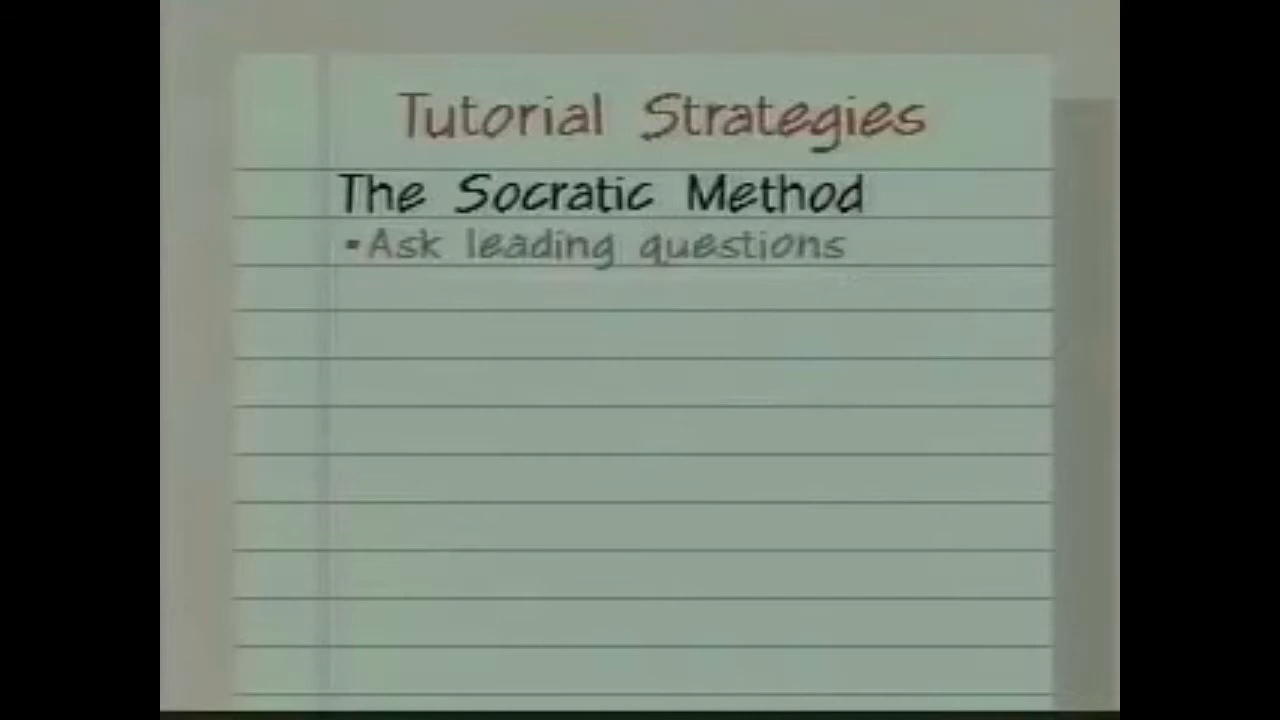 Tutorial Strategies
The Socratic Method
▪Ask leading questions